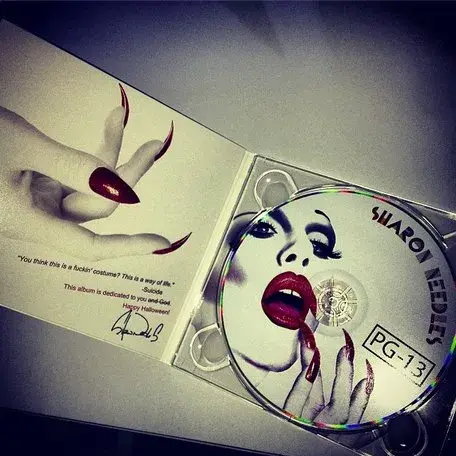 "You think this is a fuckin' costume? This is a way of life."
-Suicide
This album is dedicated to you and God.
Happy Halloween!
SHARON NEEDLES
PG-13